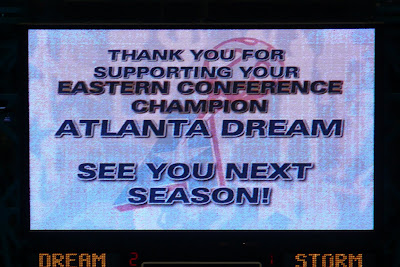 THANK YOU FOR
SUPPORTING YOUR
EASTERN CONFERENCE
CHAMPION
ATLANTA DREAM
SEE YOU NEXT
SEASON!
DREAM 2 STORM